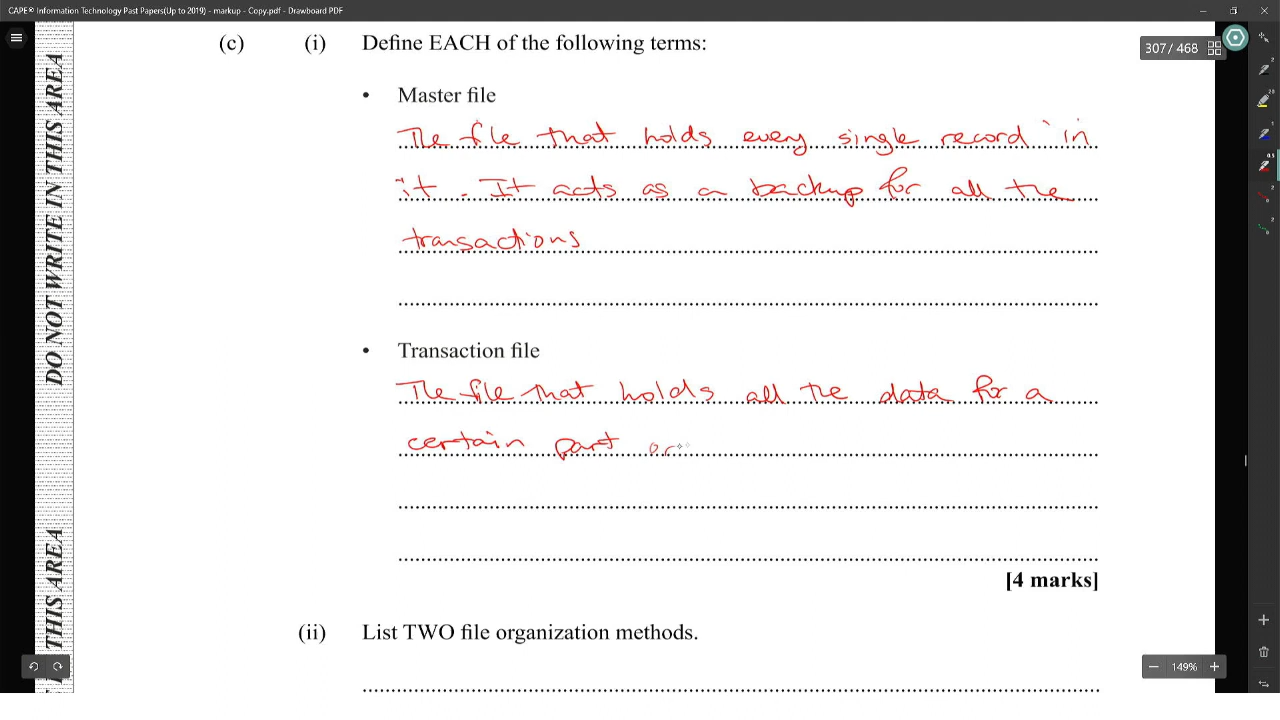 CAPE® Information Technology Past Papers(Up to 2019) - markup - Copy.pdf - Drawboard PDF
307 / 468
(c) (i) Define EACH of the following terms:
• Master file
The file that holds every single record in
it. It acts as a backup for all the
transactions
• Transaction file
The file that holds all the data for a
certain part or
[4 marks]
(ii) List TWO file organization methods.
DO NOT WRITE IN THIS AREA
THIS AREA
149%